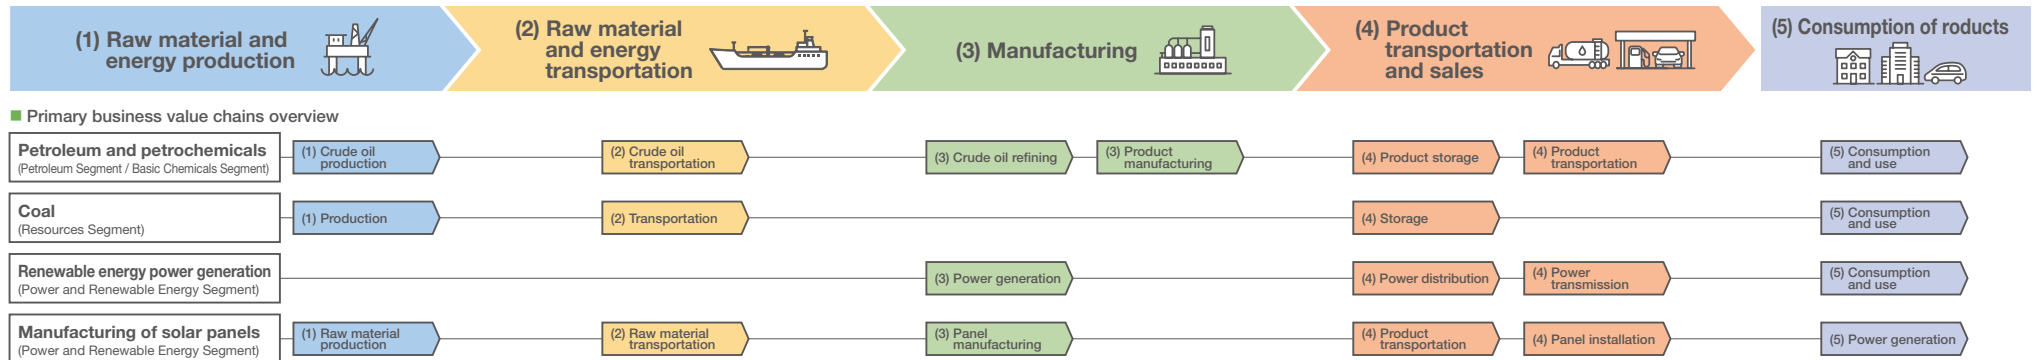 (1) Raw material and
energy production
(2) Raw material
and energy
transportation
(3) Manufacturing
(4) Product
transportation
and sales
(5) Consumption of roducts
Primary business value chains overview
Petroleum and petrochemicals
(Petroleum Segment / Basic Chemicals Segment)
(1) Crude oil
production
(2) Crude oil
transportation
(3) Crude oil refining
(3) Product
manufacturing
(4) Product storage
(4) Product
transportation
(5) Consumption
and use
Coal
(Resources Segment)
(1) Production
(2) Transportation
(4) Storage
(5) Consumption
and use
Renewable energy power generation
(Power and Renewable Energy Segment)
(3) Power generation
(4) Power distribution
(4) Power
transmission
(5) Consumption
and use
Manufacturing of solar panels
(Power and Renewable Energy Segment)
(1) Raw material
production
(2) Raw material
transportation
(3) Panel
manufacturing
(4) Product
transportation
(4) Panel installation
(5) Power generation